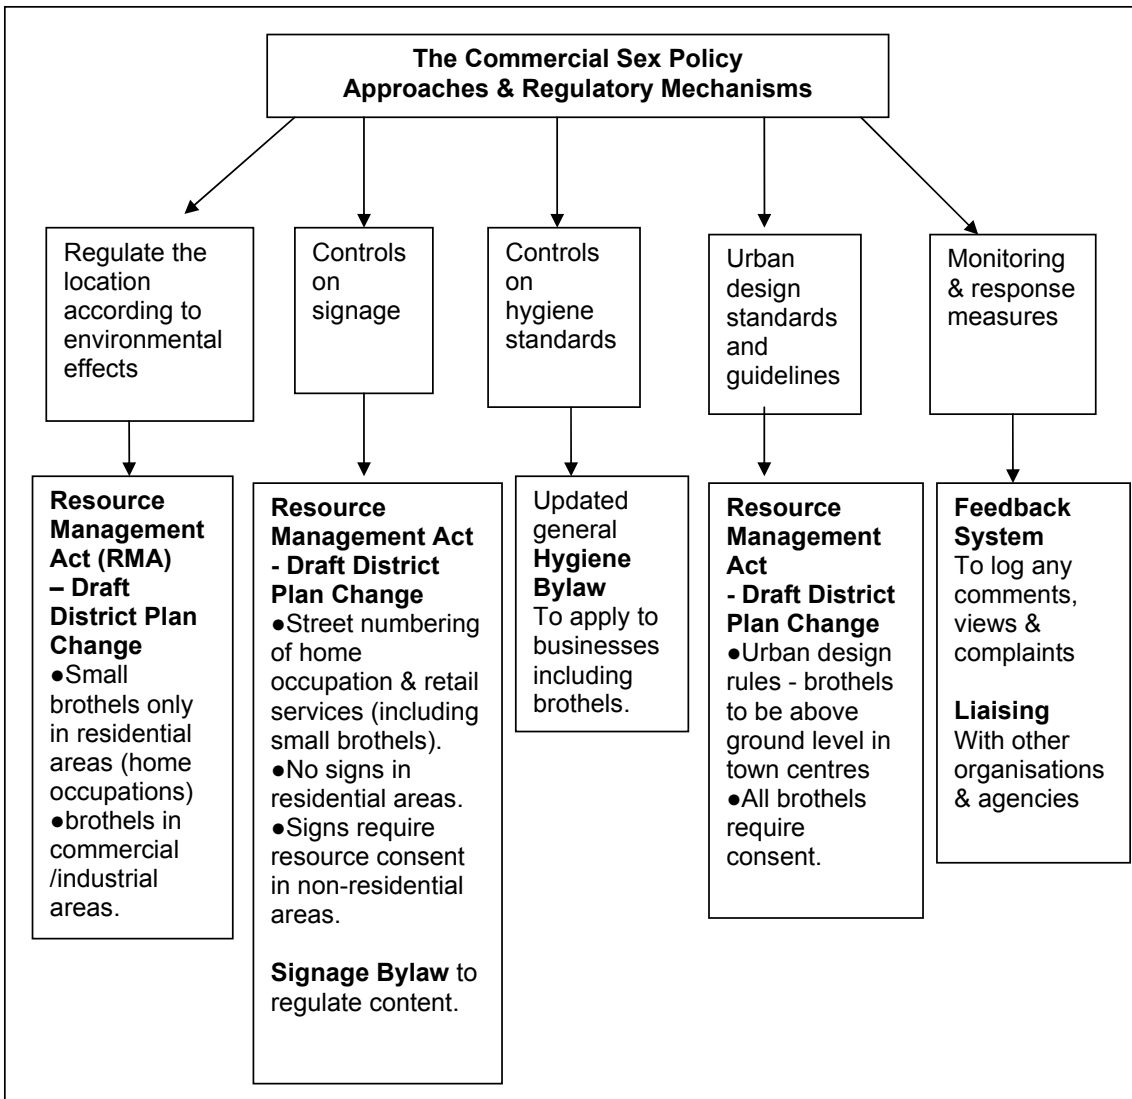 The Commercial Sex Policy
Approaches & Regulatory Mechanisms
Regulate the
location
according to
environmental
effects
Controls
on
signage
Controls
on
hygiene
standards
Urban
design
standards
and
guidelines
Monitoring
& response
measures
Resource
Management
Act (RMA)
– Draft
District Plan
Change
●Small
brothels only
in residential
areas (home
occupations)
●brothels in
commercial
/industrial
areas.
Resource
Management Act
- Draft District
Plan Change
●Street numbering
of home
occupation & retail
services (including
small brothels).
●No signs in
residential areas.
●Signs require
resource consent
in non-residential
areas.
Signage Bylaw to
regulate content.
Updated
general
Hygiene
Bylaw
To apply to
businesses
including
brothels.
Resource
Management
Act
- Draft District
Plan Change
●Urban design
rules - brothels
to be above
ground level in
town centres
●All brothels
require
consent.
Feedback
System
To log any
comments,
views &
complaints
Liaising
With other
organisations
& agencies